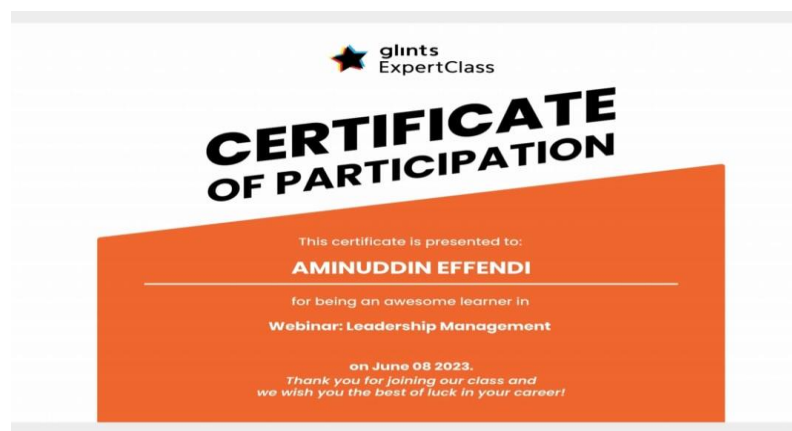 glints
ExpertClass
CERTIFICATE
OF PARTICIPATION
This certificate is presented to:
AMINUDDIN EFFENDI
for being an awesome learner in
Webinar: Leadership Management
on June 08 2023.
Thank you for joining our class and
we wish you the best of luck in your career!